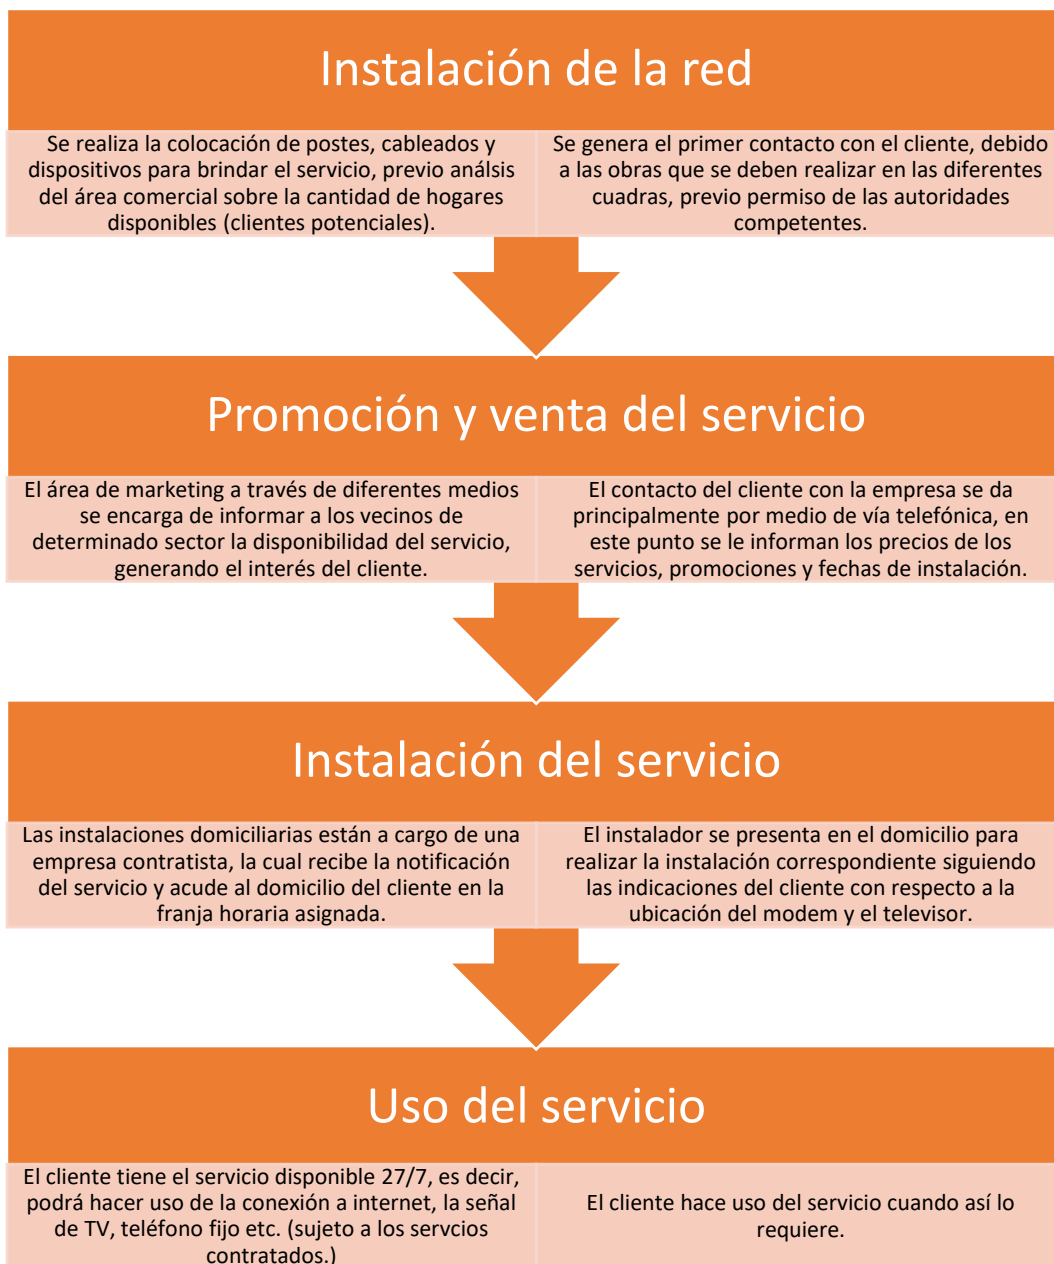 Instalación de la red
Se realiza la colocación de postes, cableados y
dispositivos para brindar el servicio, previo análsis
del área comercial sobre la cantidad de hogares
disponibles (clientes potenciales).
Se genera el primer contacto con el cliente, debido
a las obras que se deben realizar en las diferentes
cuadras, previo permiso de las autoridades
competentes.
Promoción y venta del servicio
El área de marketing a través de diferentes medios
se encarga de informar a los vecinos de
determinado sector la disponibilidad del servicio,
generando el interés del cliente.
El contacto del cliente con la empresa se da
principalmente por medio de vía telefónica, en
este punto se le informan los precios de los
servicios, promociones y fechas de instalación.
Instalación del servicio
Las instalaciones domiciliarias están a cargo de una
empresa contratista, la cual recibe la notificación
del servicio y acude al domicilio del cliente en la
franja horaria asignada.
El instalador se presenta en el domicilio para
realizar la instalación correspondiente siguiendo
las indicaciones del cliente con respecto a la
ubicación del modem y el televisor.
Uso del servicio
El cliente tiene el servicio disponible 27/7, es decir,
podrá hacer uso de la conexión a internet, la señal
de TV, teléfono fijo etc. (sujeto a los servcios
contratados.)
El cliente hace uso del servicio cuando así lo
requiere.